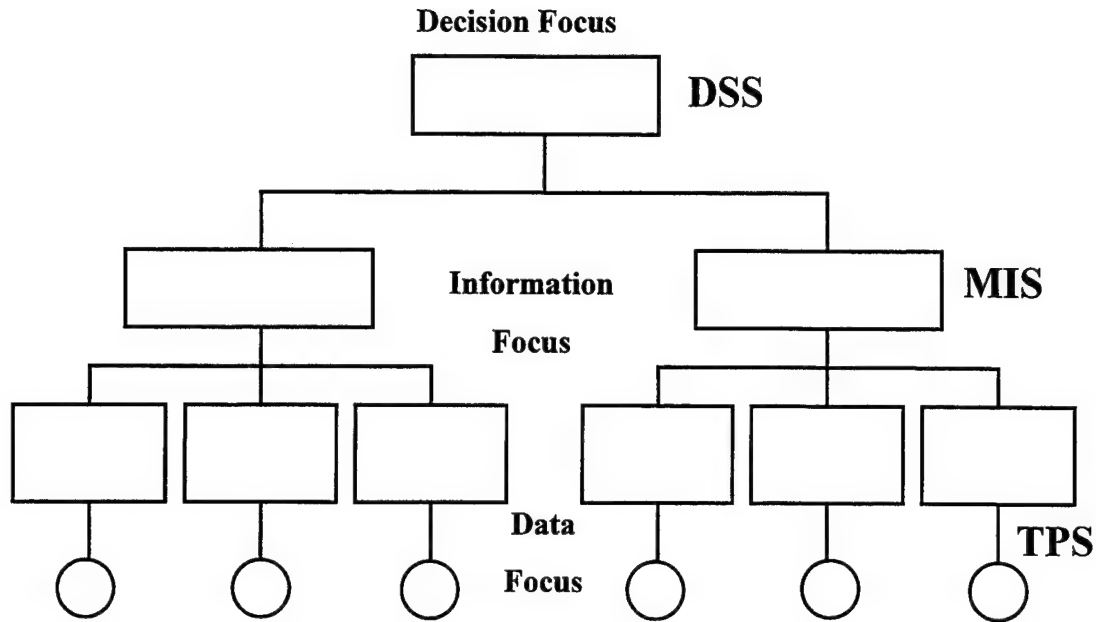 Decision Focus
DSS
Information
Focus
MIS
Data
Focus
TPS